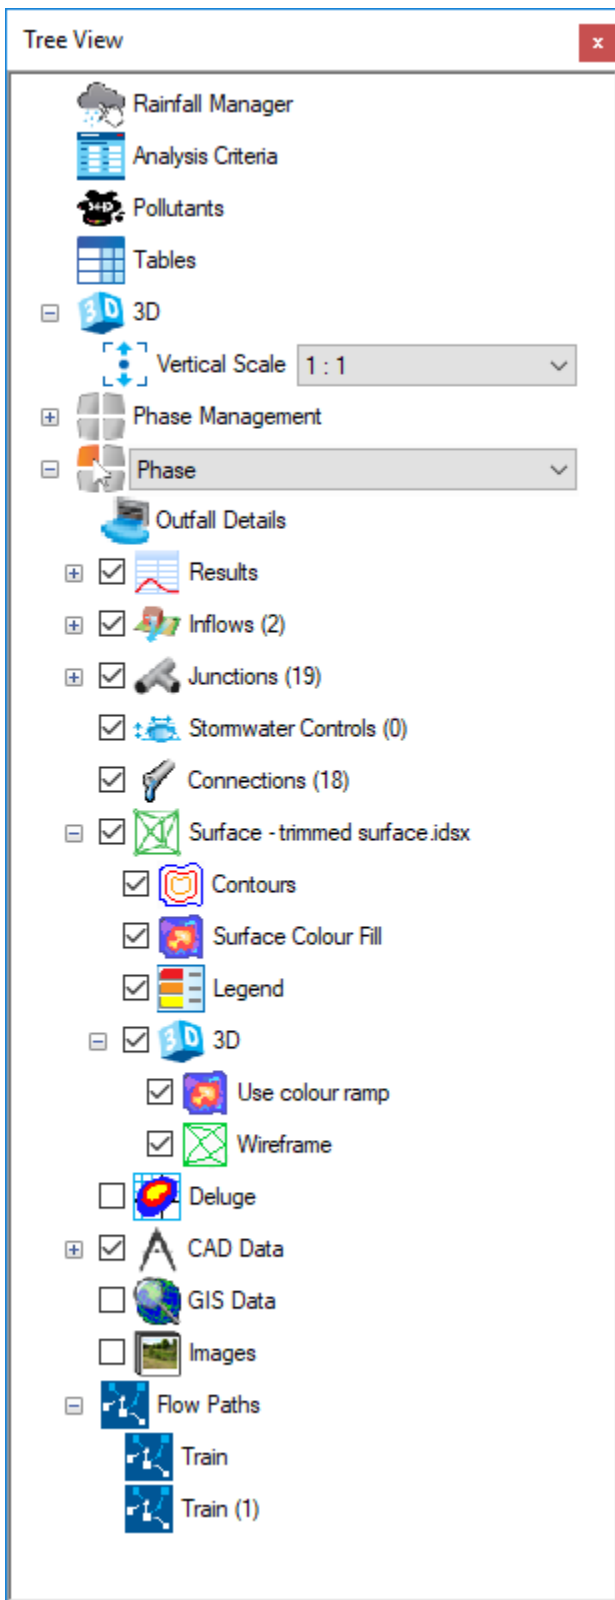 Tree View
x
Rainfall Manager
Analysis Criteria
Pollutants
Tables
3D 3D
Vertical Scale 1 : 1
Phase Management
Phase
Outfall Details
Results
Inflows (2)
Junctions (19)
Stormwater Controls (0)
Connections (18)
Surface - trimmed surface.idsx
Contours
Surface Colour Fill
Legend
3D 3D
Use colour ramp
Wireframe
Deluge
CAD Data
GIS Data
Images
Flow Paths
Train
Train (1)